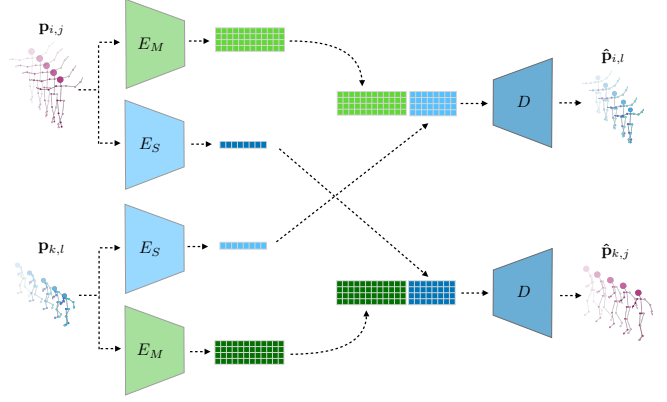 𝐩_{i,j}
E_M
E_S
D
𝐩̂_{i,l}
𝐩_{k,l}
E_S
E_M
D
𝐩̂_{k,j}